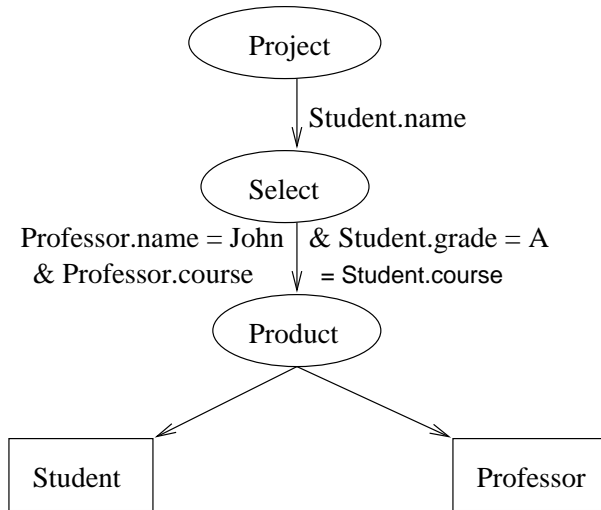 Project
Student.name
Select
Professor.name = John & Student.grade = A
& Professor.course = Student.course
Product
Student Professor